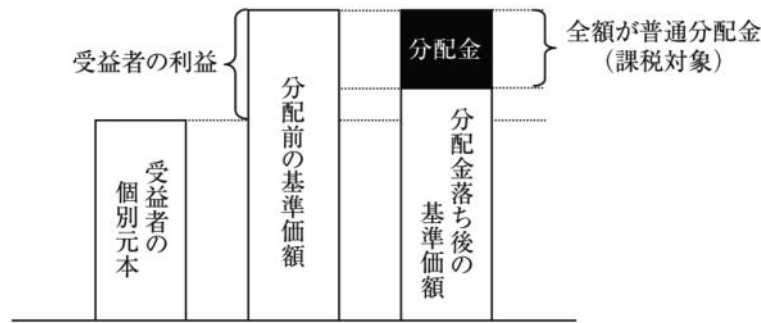 受益者の利益
分配金
全額が普通分配金
(課税対象)
受益者の
個別元本
分配前の基準価額
分配金落ち後の
基準価額